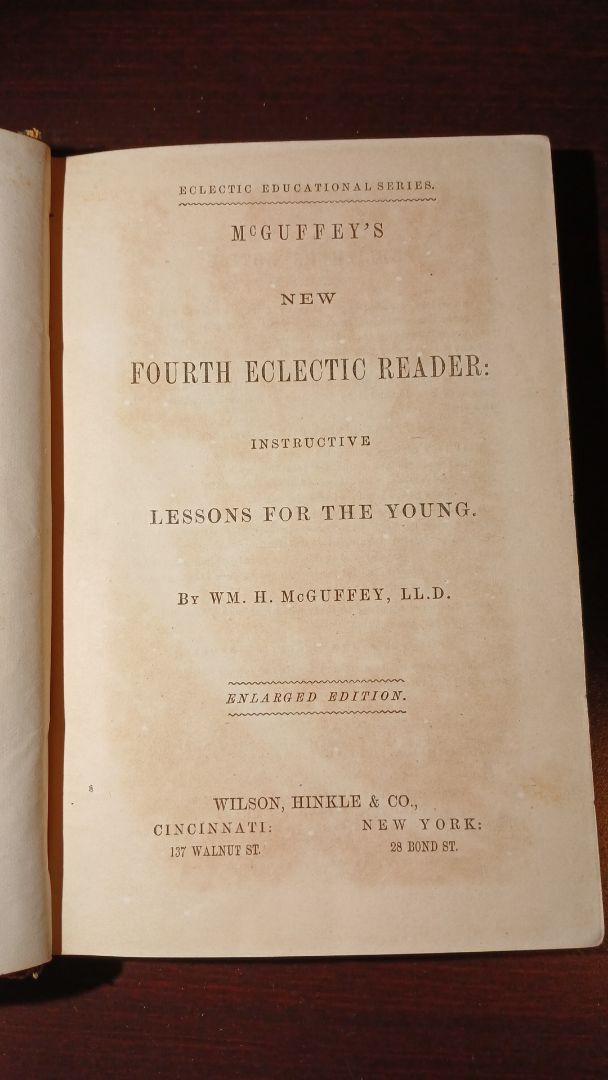 ECLECTIC EDUCATIONAL SERIES.
McGUFFEY'S
NEW
FOURTH ECLECTIC READER:
INSTRUCTIVE
LESSONS FOR THE YOUNG.
By WM. H. McGUFFEY, LL.D.
ENLARGED EDITION.
8
WILSON, HINKLE & CO.,
CINCINNATI: NEW YORK:
137 WALNUT ST. 28 BOND ST.